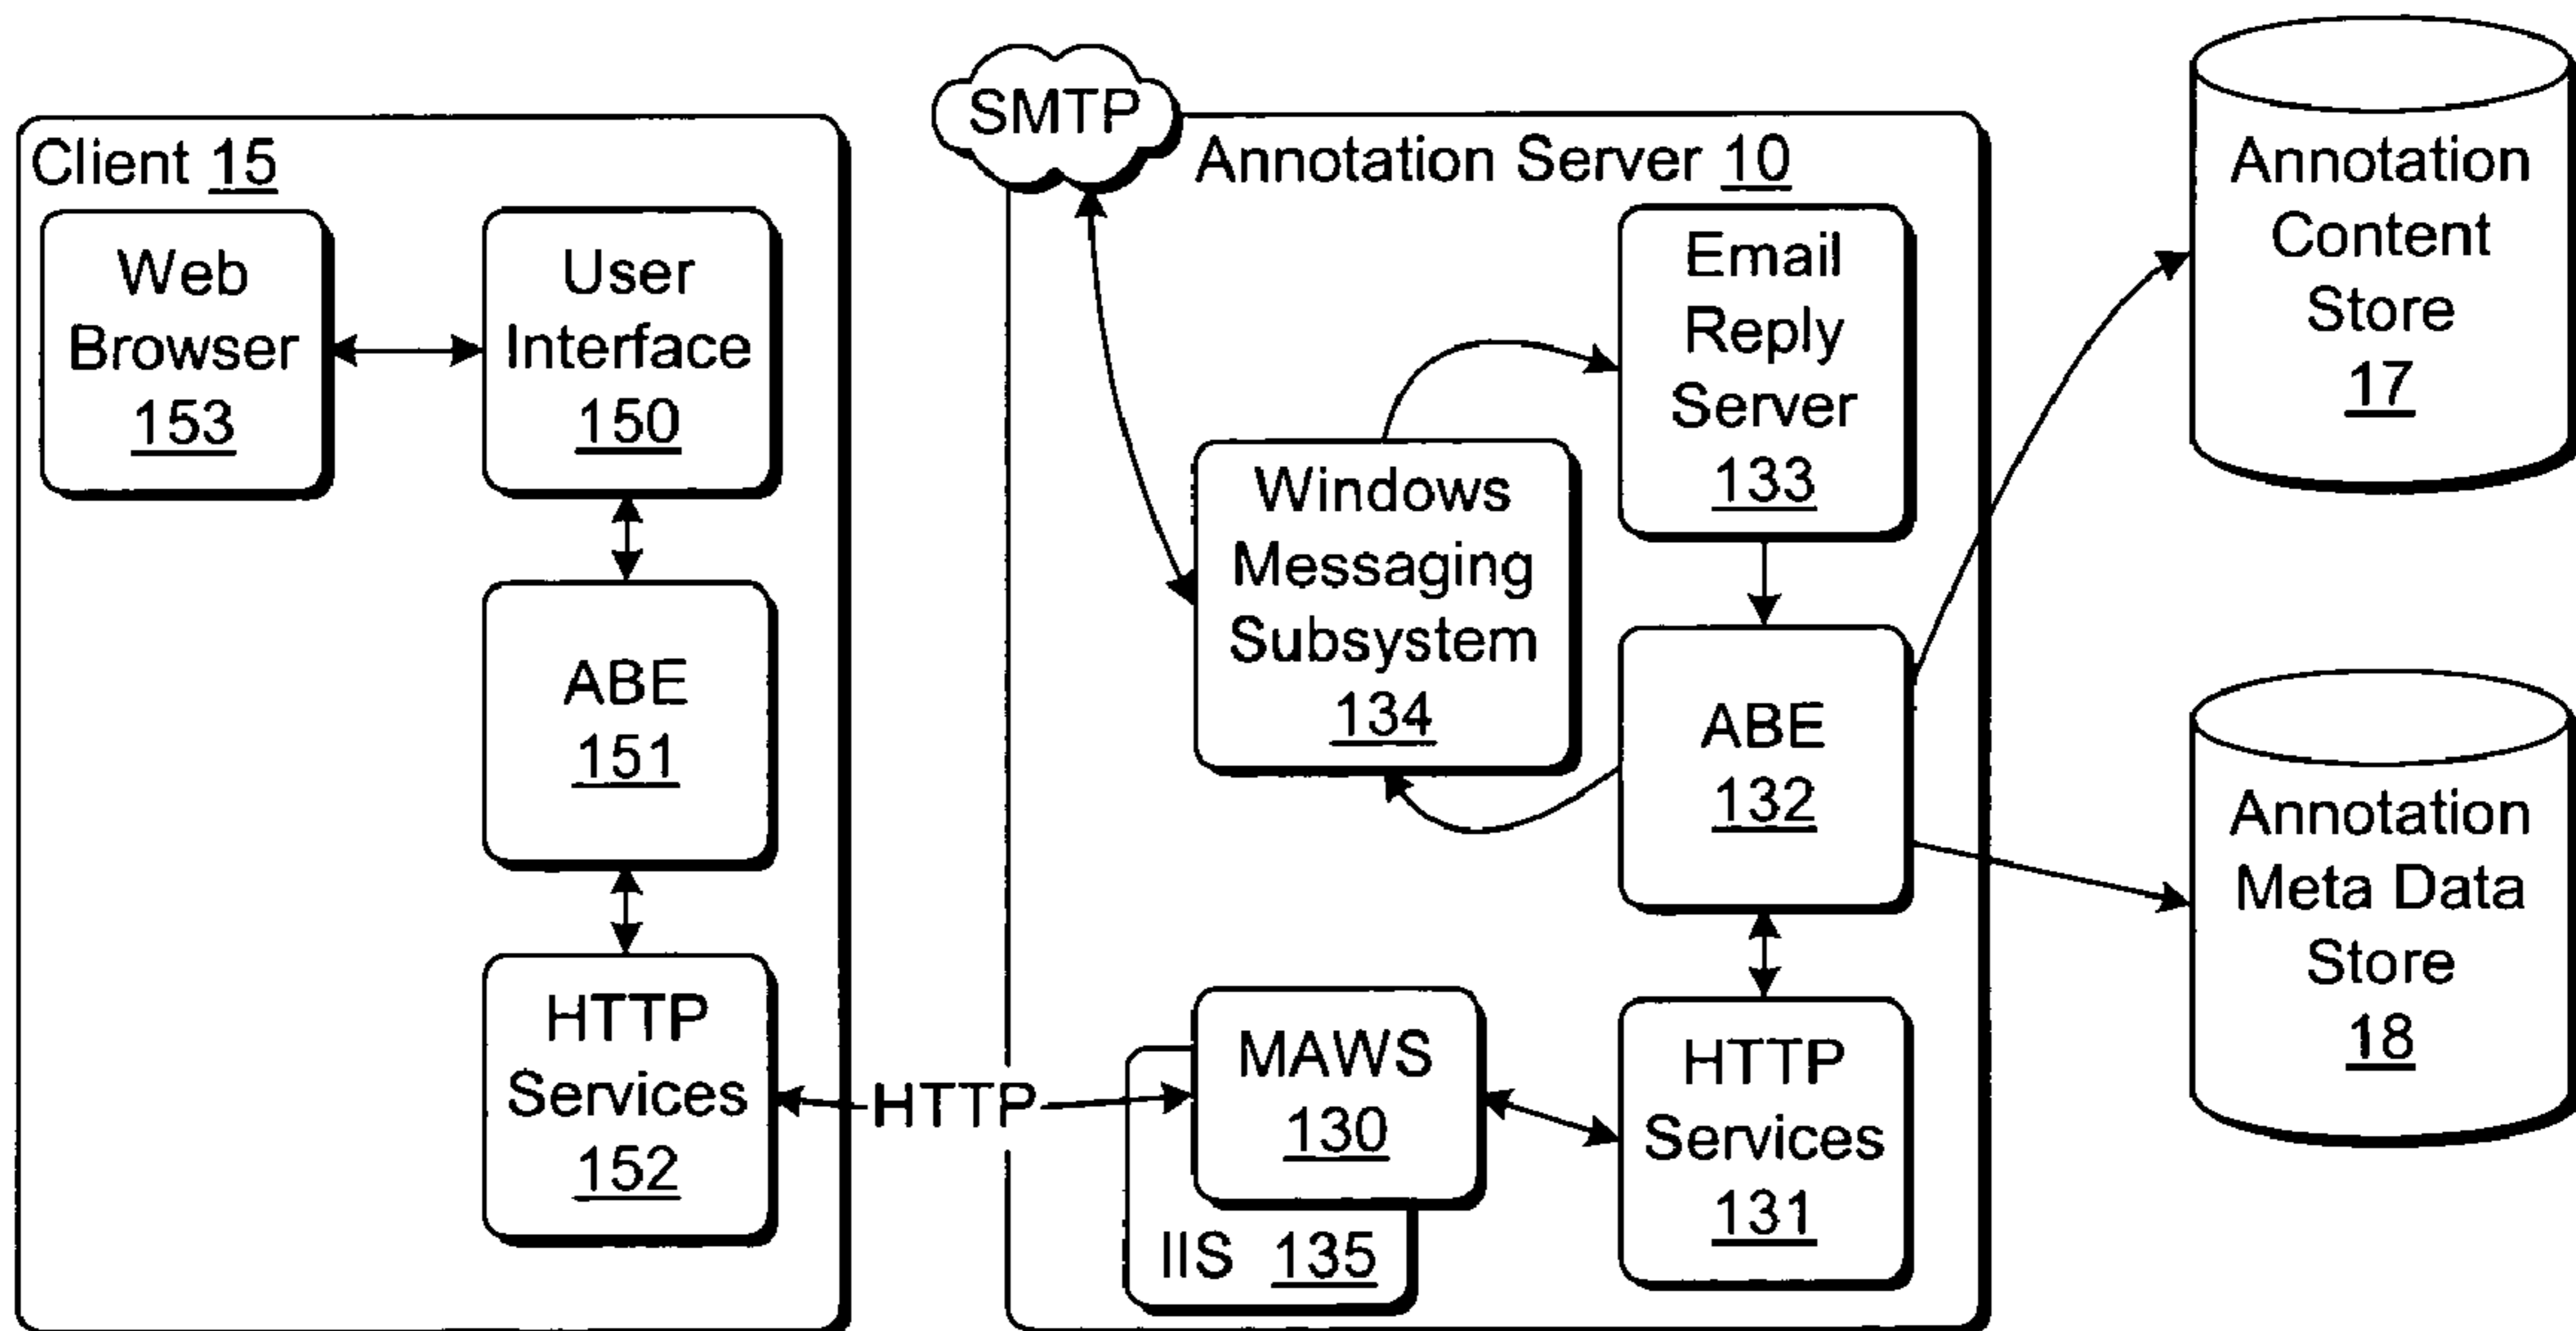 Client 15
Web
Browser
153
User
Interface
150
ABE
151
HTTP
Services
152
HTTP
SMTP
Annotation Server 10
Email
Reply
Server
133
Windows
Messaging
Subsystem
134
ABE
132
MAWS
130
IIS 135
HTTP
Services
131
Annotation
Content
Store
17
Annotation
Meta Data
Store
18